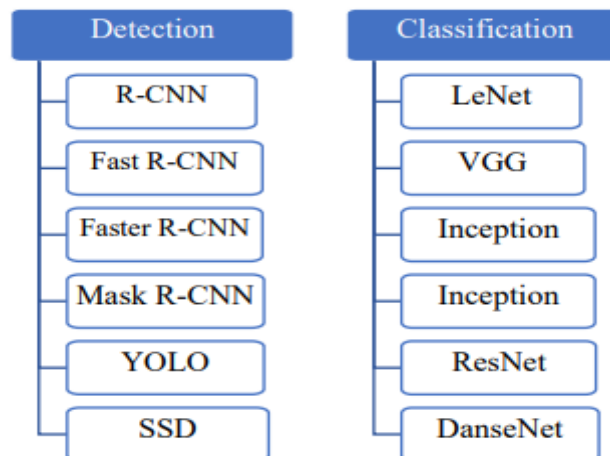 Detection
R-CNN
Fast R-CNN
Faster R-CNN
Mask R-CNN
YOLO
SSD
Classification
LeNet
VGG
Inception
Inception
ResNet
DanseNet